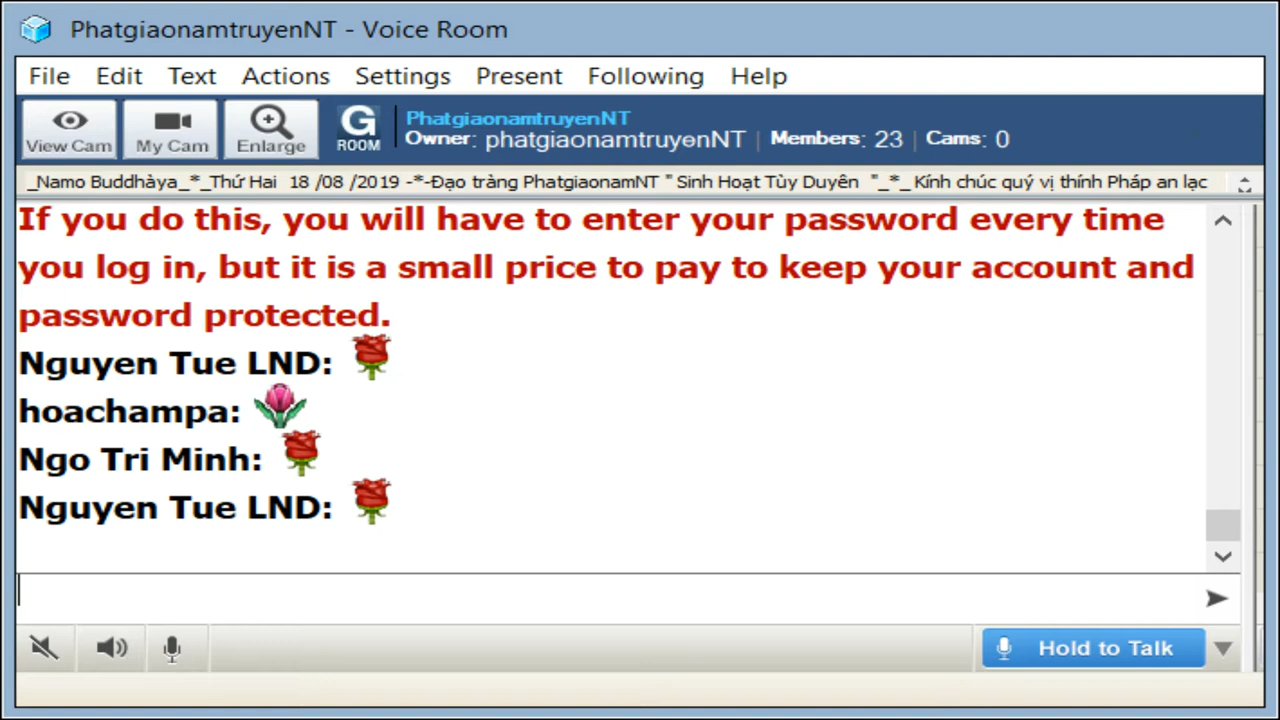 PhatgiaonamtruyenNT - Voice Room
File Edit Text Actions Settings Present Following Help
View Cam My Cam Enlarge G ROOM
PhatgiaonamtruyenNT
Owner: phatgiaonamtruyenNT | Members: 23 | Cams: 0
_Namo Buddhàya_*_Thứ Hai 18 /08 /2019 -*-Đạo tràng PhatgiaonamNT " Sinh Hoạt Tùy Duyên "_*_ Kính chúc quý vị thính Pháp an lạc
If you do this, you will have to enter your password every time
you log in, but it is a small price to pay to keep your account and
password protected.
Nguyen Tue LND:
hoachampa:
Ngo Tri Minh:
Nguyen Tue LND:
Hold to Talk